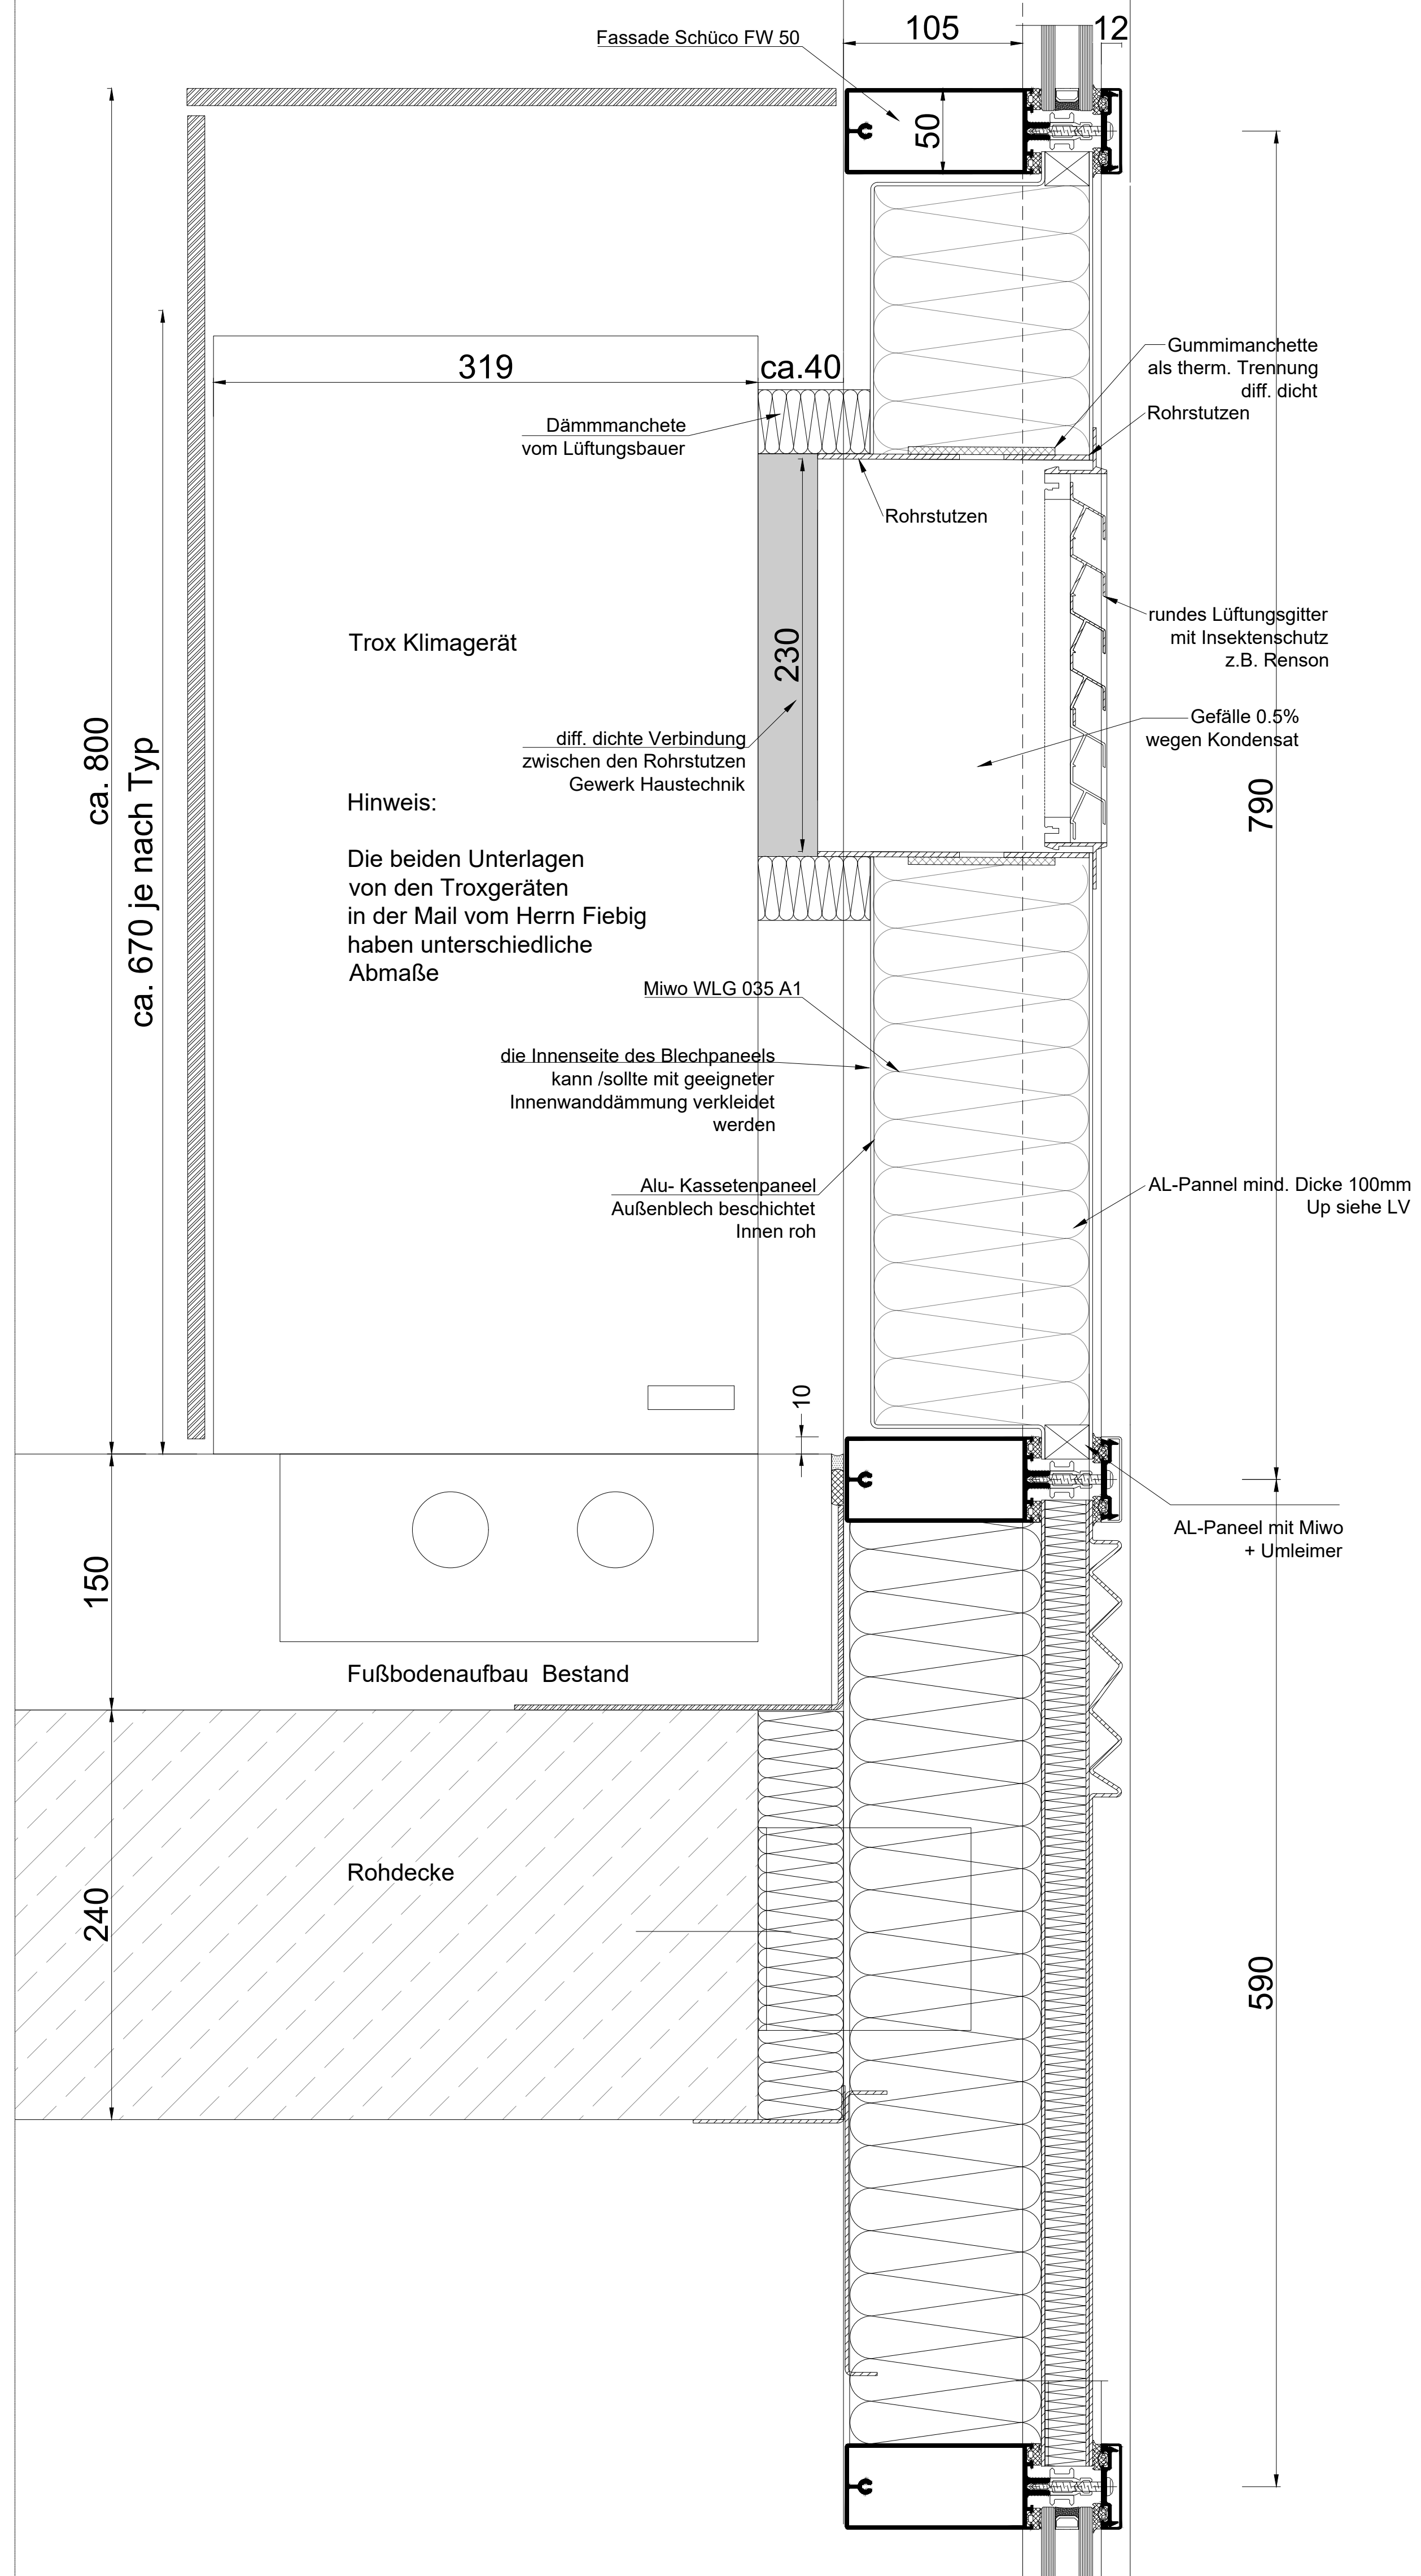 Fassade Schüco FW 50
105
12
50
319
ca.40
Gummimanchette
als therm. Trennung
diff. dicht
Rohrstutzen
Dämmmanchete
vom Lüftungsbauer
Rohrstutzen
230
rundes Lüftungsgitter
mit Insektenschutz
z.B. Renson
Trox Klimagerät
Gefälle 0.5%
wegen Kondensat
diff. dichte Verbindung
zwischen den Rohrstutzen
Gewerk Haustechnik
ca. 800
ca. 670 je nach Typ
790
Hinweis:
Die beiden Unterlagen
von den Troxgeräten
in der Mail vom Herrn Fiebig
haben unterschiedliche
Abmaße
Miwo WLG 035 A1
die Innenseite des Blechpaneels
kann /sollte mit geeigneter
Innenwanddämmung verkleidet
werden
Alu- Kassetenpaneel
Außenblech beschichtet
Innen roh
AL-Pannel mind. Dicke 100mm
Up siehe LV
10
AL-Paneel mit Miwo
+ Umleimer
150
Fußbodenaufbau  Bestand
Rohdecke
240
590